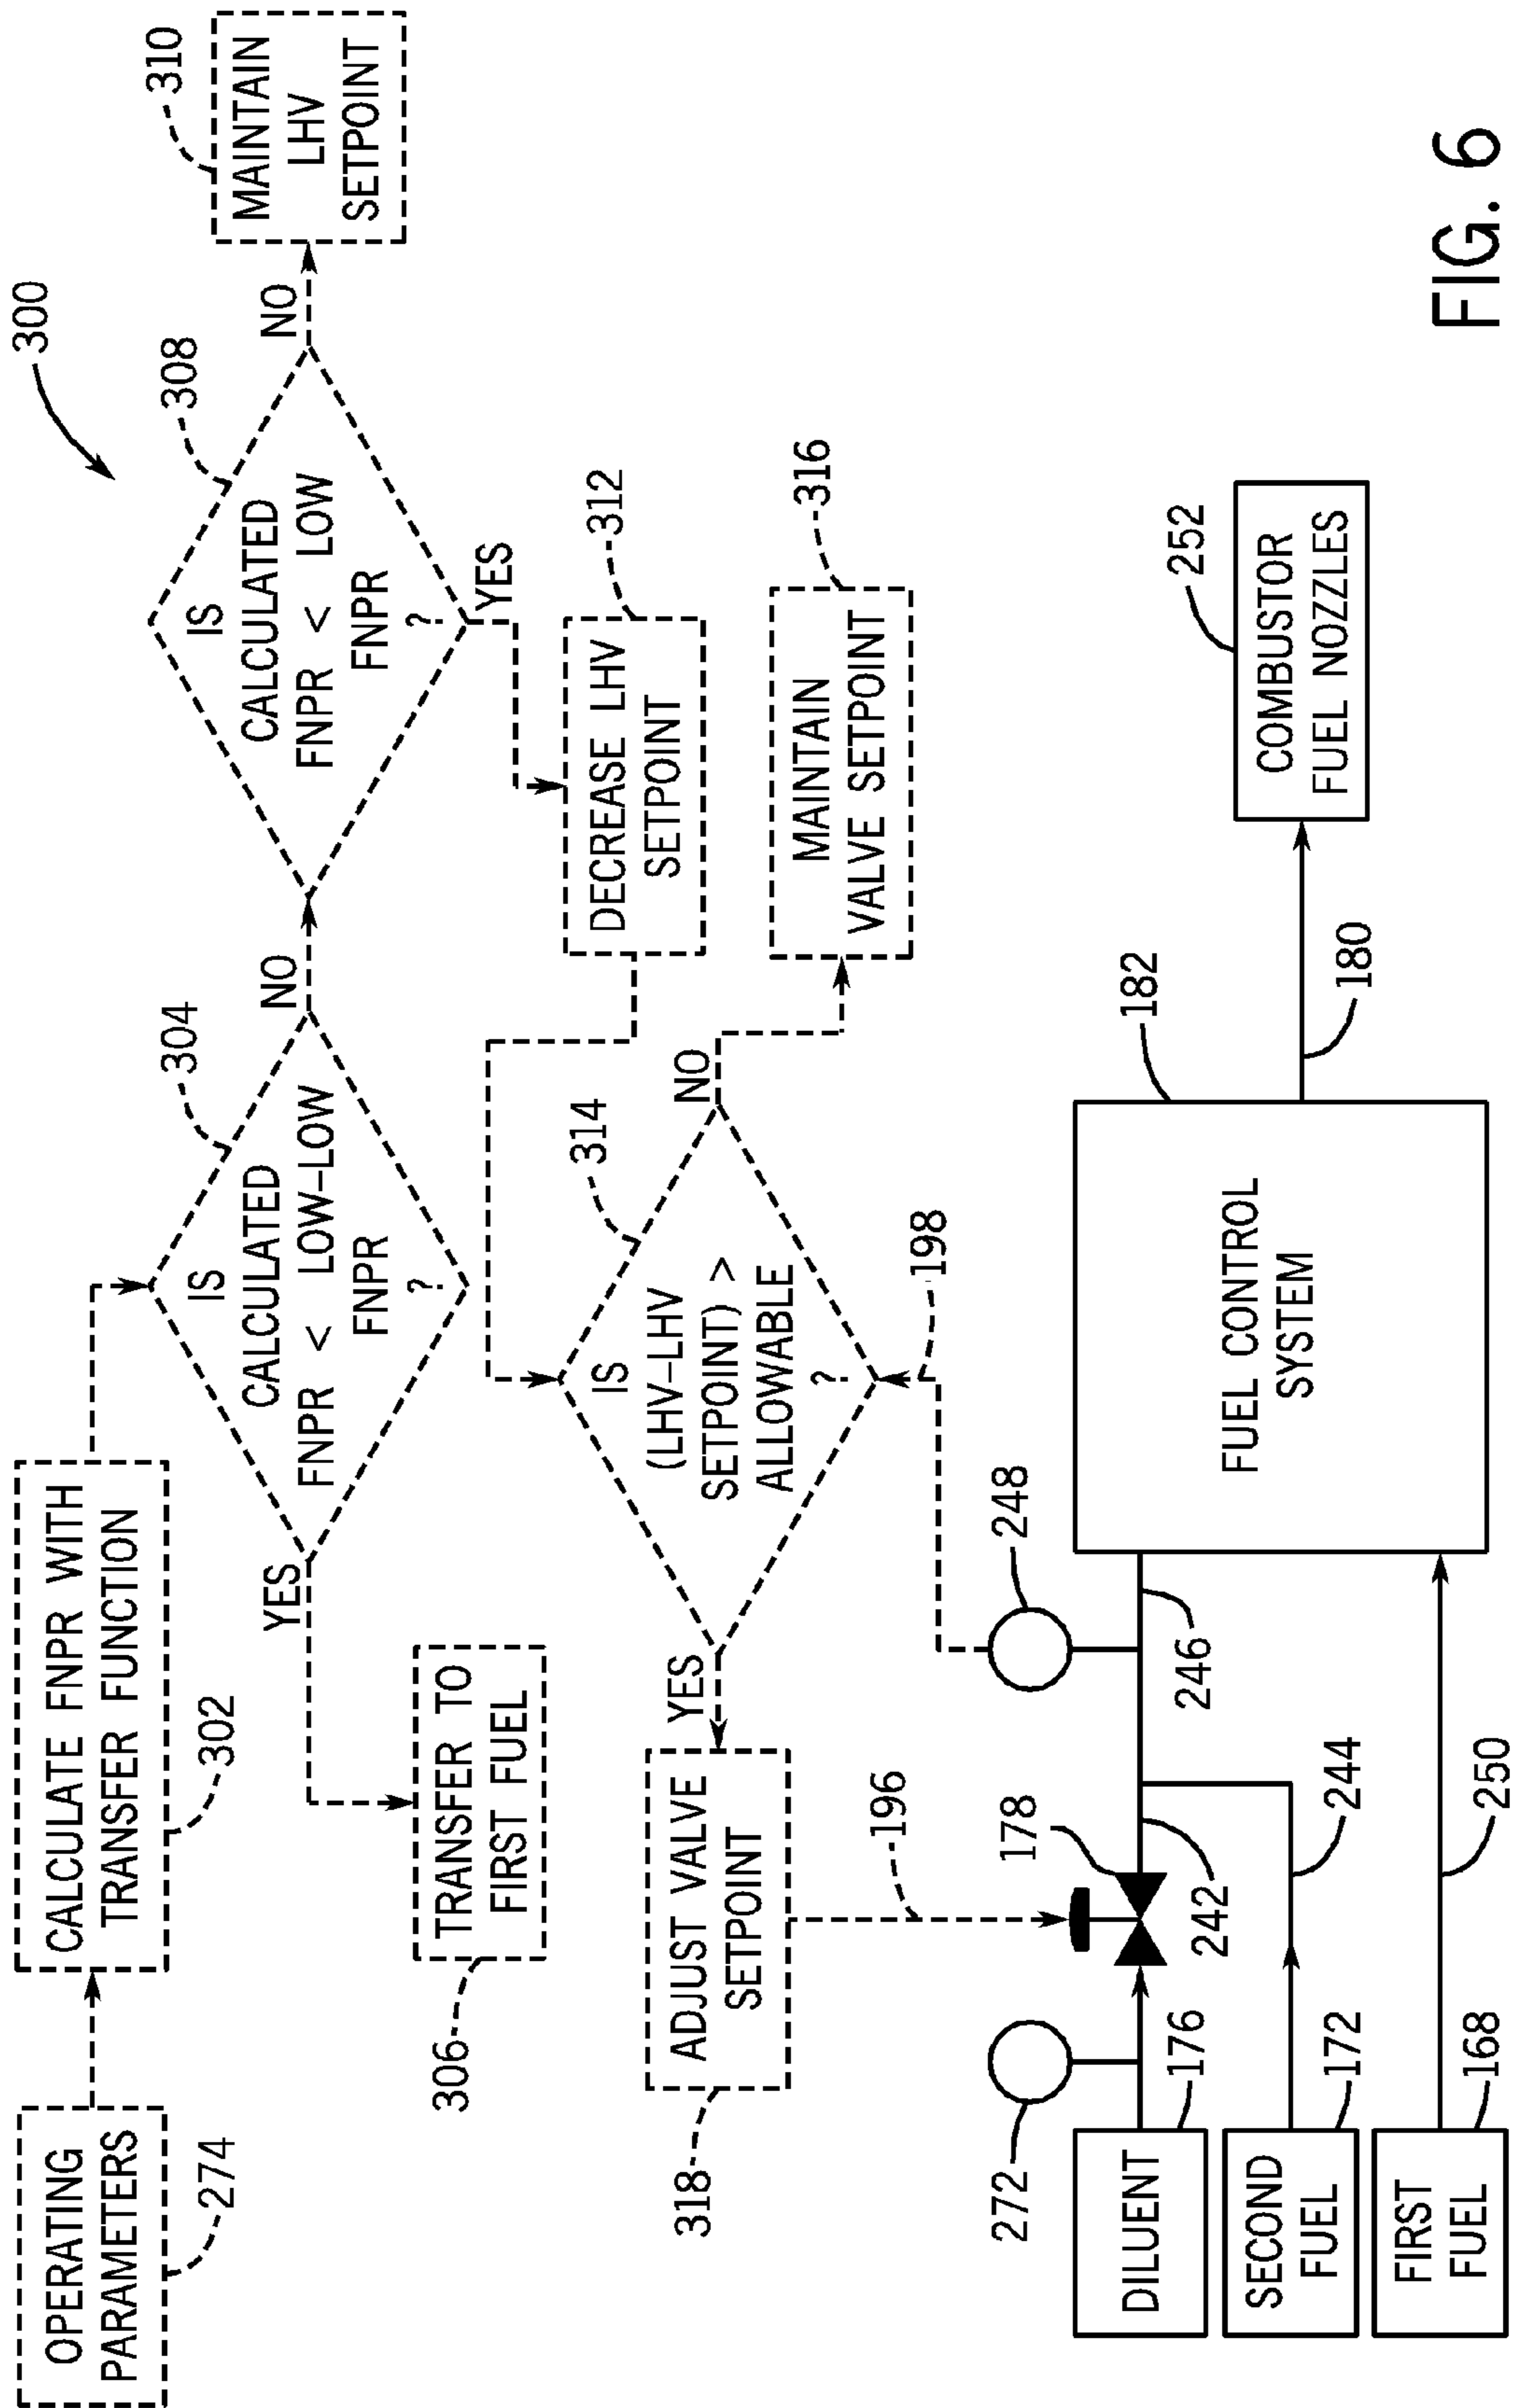 300
OPERATING
PARAMETERS
274
CALCULATE FNPR WITH
TRANSFER FUNCTION
302
IS
CALCULATED
FNPR < LOW-LOW
FNPR
?
304
YES
NO
TRANSFER TO
FIRST FUEL
306
IS
CALCULATED
FNPR < LOW
FNPR
?
308
NO
YES
MAINTAIN
LHV
SETPOINT
310
DECREASE LHV
SETPOINT
312
IS
(LHV-LHV
SETPOINT) >
ALLOWABLE
?
314
YES
NO
MAINTAIN
VALVE SETPOINT
316
ADJUST VALVE
SETPOINT
318
196
198
272
178
248
DILUENT
176
242
246
SECOND
FUEL
172
244
FIRST
FUEL
168
250
FUEL CONTROL
SYSTEM
182
180
COMBUSTOR
FUEL NOZZLES
252
FIG. 6